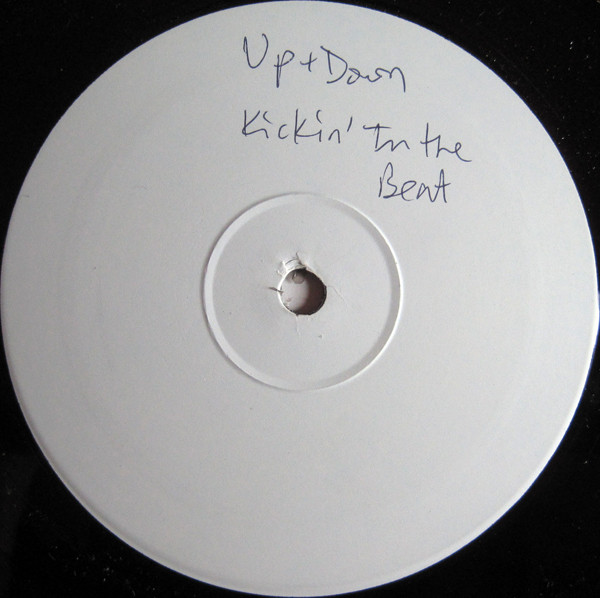 Up + Down
Kickin' In the
Beat